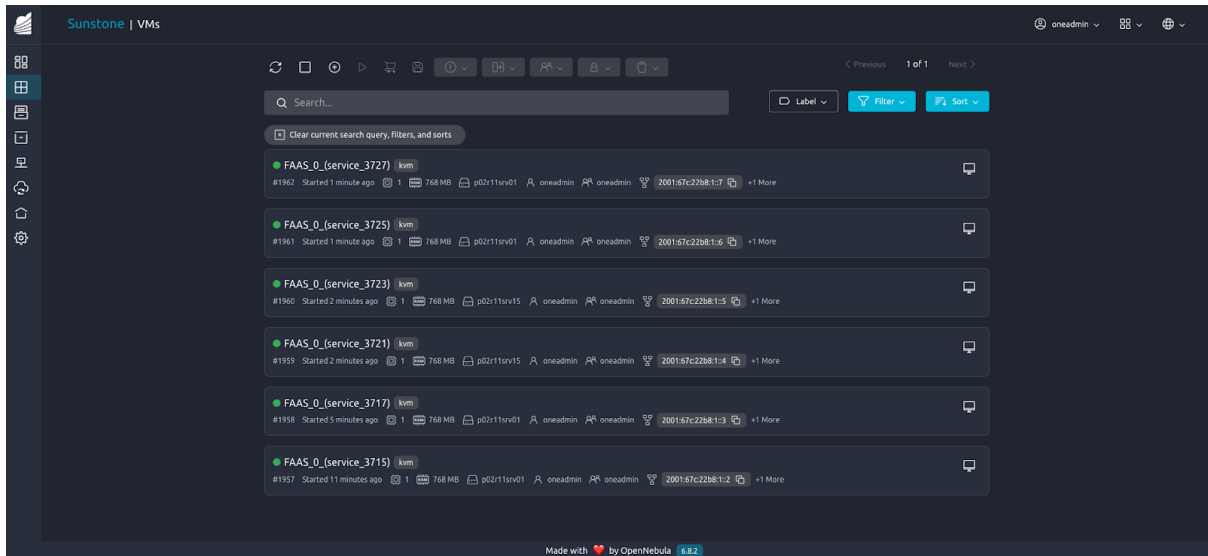 Sunstone | VMs
oneadmin
< Previous 1 of 1 Next >
Search...
Label
Filter
Sort
Clear current search query, filters, and sorts
FAAS_0_(service_3727) kvm
#1962 Started 1 minute ago 1 768 MB p02r11srv01 oneadmin oneadmin 2001:67c:22b8:1::7 +1 More
FAAS_0_(service_3725) kvm
#1961 Started 1 minute ago 1 768 MB p02r11srv01 oneadmin oneadmin 2001:67c:22b8:1::6 +1 More
FAAS_0_(service_3723) kvm
#1960 Started 2 minutes ago 1 768 MB p02r11srv15 oneadmin oneadmin 2001:67c:22b8:1::5 +1 More
FAAS_0_(service_3721) kvm
#1959 Started 2 minutes ago 1 768 MB p02r11srv15 oneadmin oneadmin 2001:67c:22b8:1::4 +1 More
FAAS_0_(service_3717) kvm
#1958 Started 5 minutes ago 1 768 MB p02r11srv01 oneadmin oneadmin 2001:67c:22b8:1::3 +1 More
FAAS_0_(service_3715) kvm
#1957 Started 11 minutes ago 1 768 MB p02r11srv01 oneadmin oneadmin 2001:67c:22b8:1::2 +1 More
Made with ❤️ by OpenNebula 6.8.2